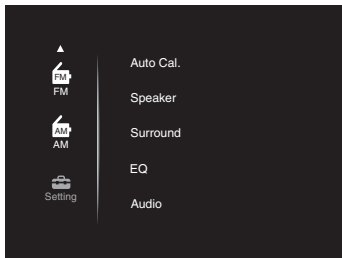 FM
FM
AM
AM
Setting
Auto Cal.
Speaker
Surround
EQ
Audio